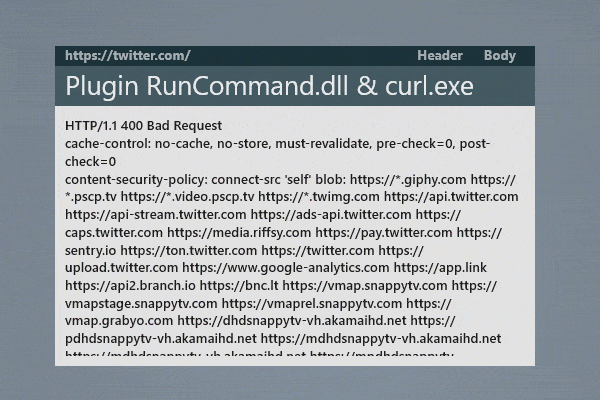 https://twitter.com/ Header Body
Plugin RunCommand.dll & curl.exe
HTTP/1.1 400 Bad Request
cache-control: no-cache, no-store, must-revalidate, pre-check=0, post-
check=0
content-security-policy: connect-src 'self' blob: https://*.giphy.com https://
*.pscp.tv https://*.video.pscp.tv https://*.twimg.com https://api.twitter.com
https://api-stream.twitter.com https://ads-api.twitter.com https://
caps.twitter.com https://media.riffsy.com https://pay.twitter.com https://
sentry.io https://ton.twitter.com https://twitter.com https://
upload.twitter.com https://www.google-analytics.com https://app.link
https://api2.branch.io https://bnc.lt https://vmap.snappytv.com https://
vmapstage.snappytv.com https://vmaprel.snappytv.com https://
vmap.grabyo.com https://dhdsnappytv-vh.akamaihd.net https://
pdhdsnappytv-vh.akamaihd.net https://mdhdsnappytv-vh.akamaihd.net
https://mdhdsnappytv-vh.akamaihd.net https://mpdhdsnappytv-